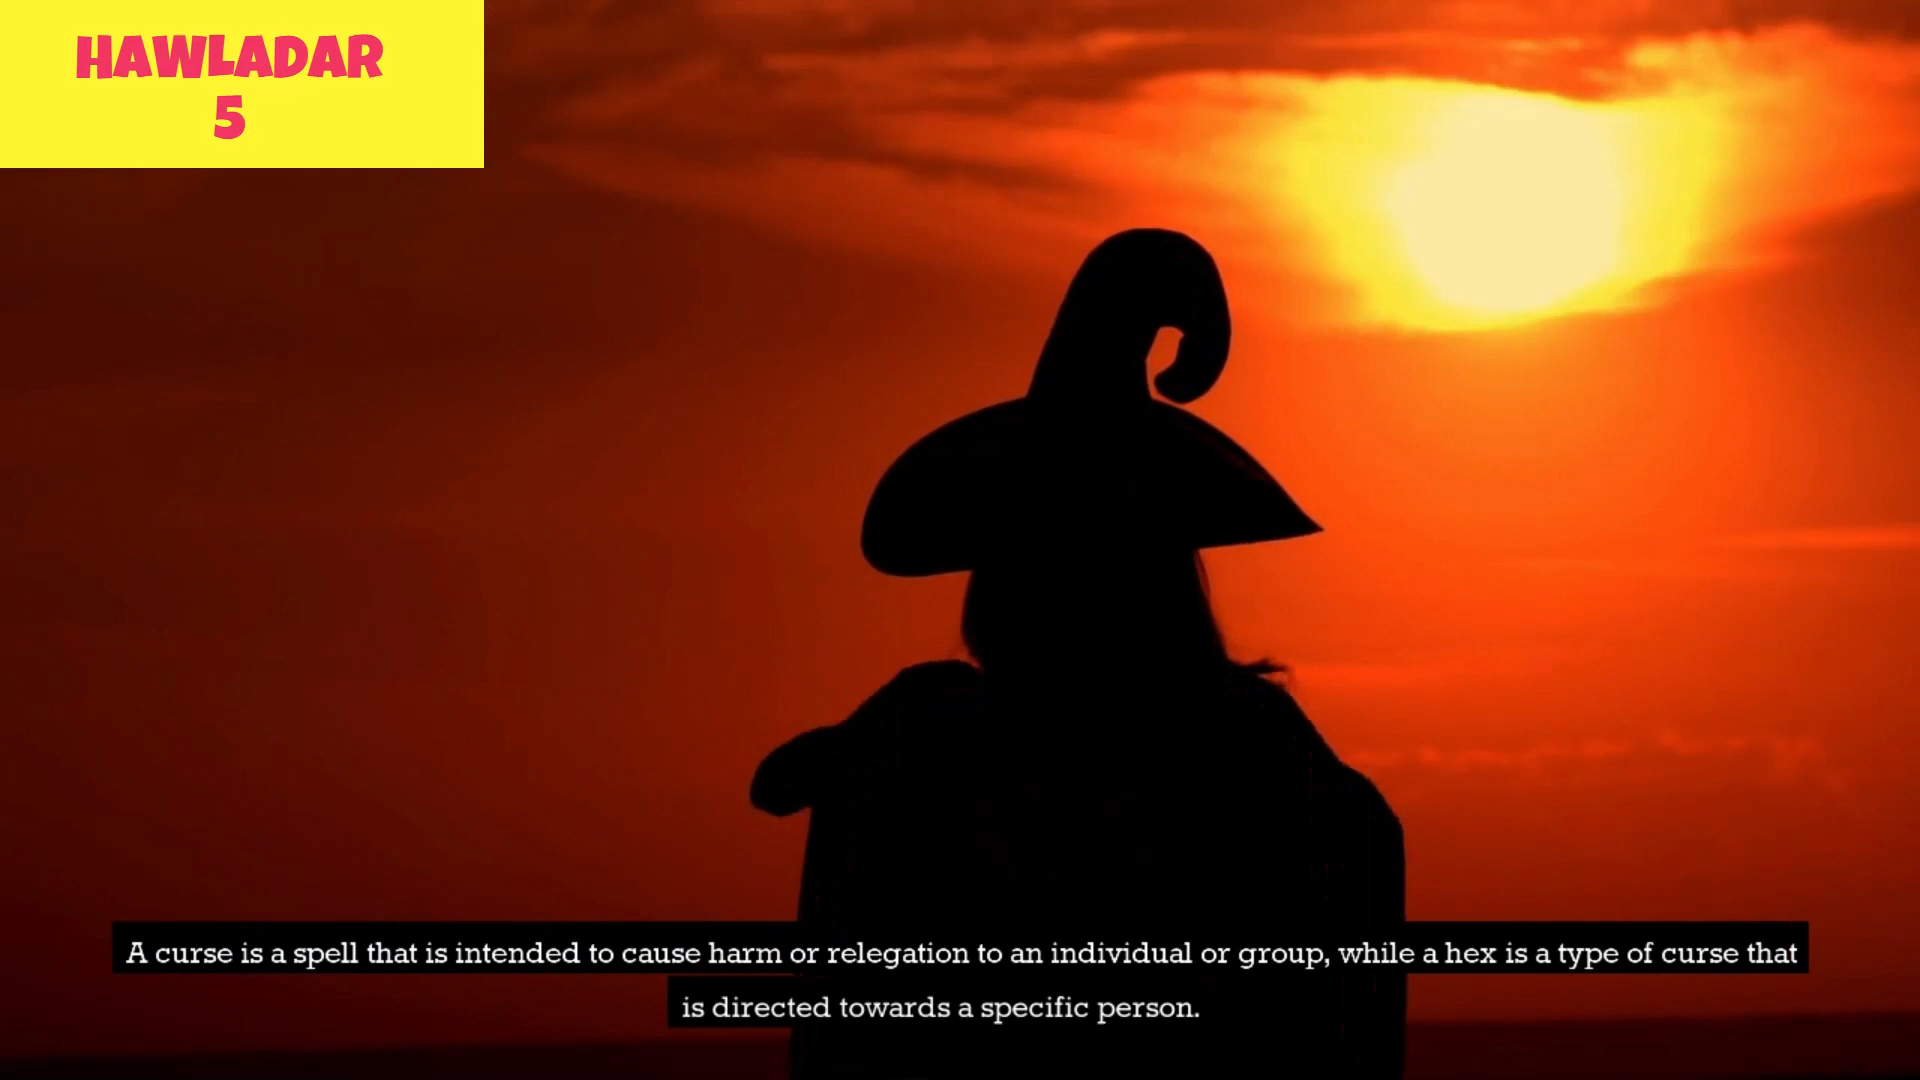 HAWLADAR
5
A curse is a spell that is intended to cause harm or relegation to an individual or group, while a hex is a type of curse that
is directed towards a specific person.